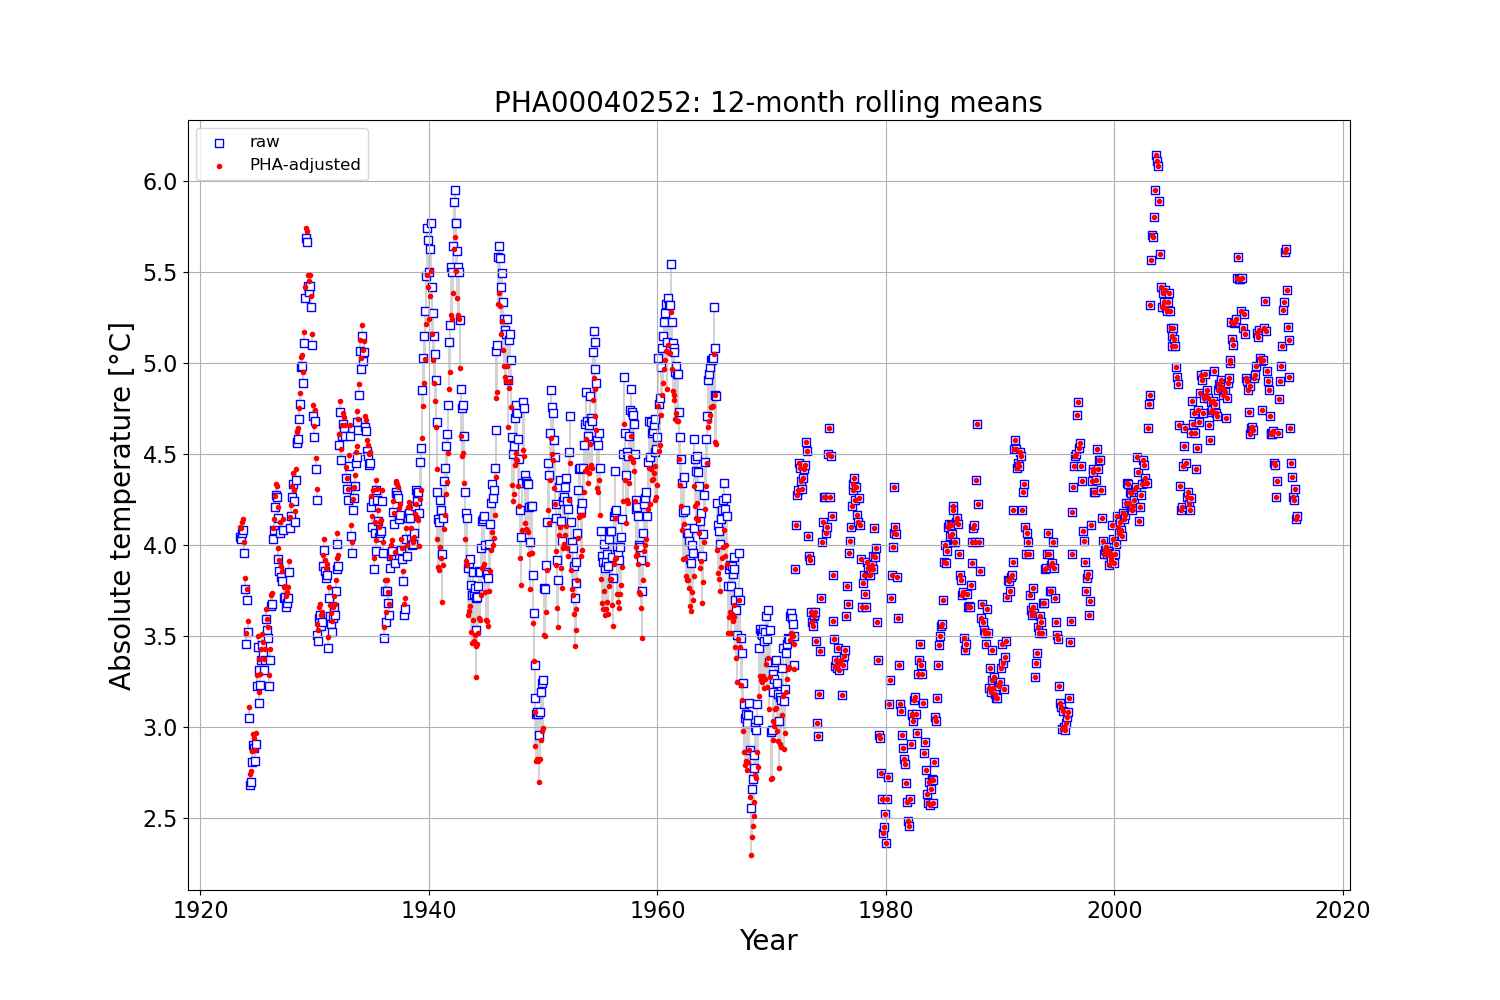 PHA00040252: 12-month rolling means
raw
PHA-adjusted
6.0
5.5
5.0
4.5
4.0
3.5
3.0
2.5
Absolute temperature [°C]
1920 1940 1960 1980 2000 2020
Year